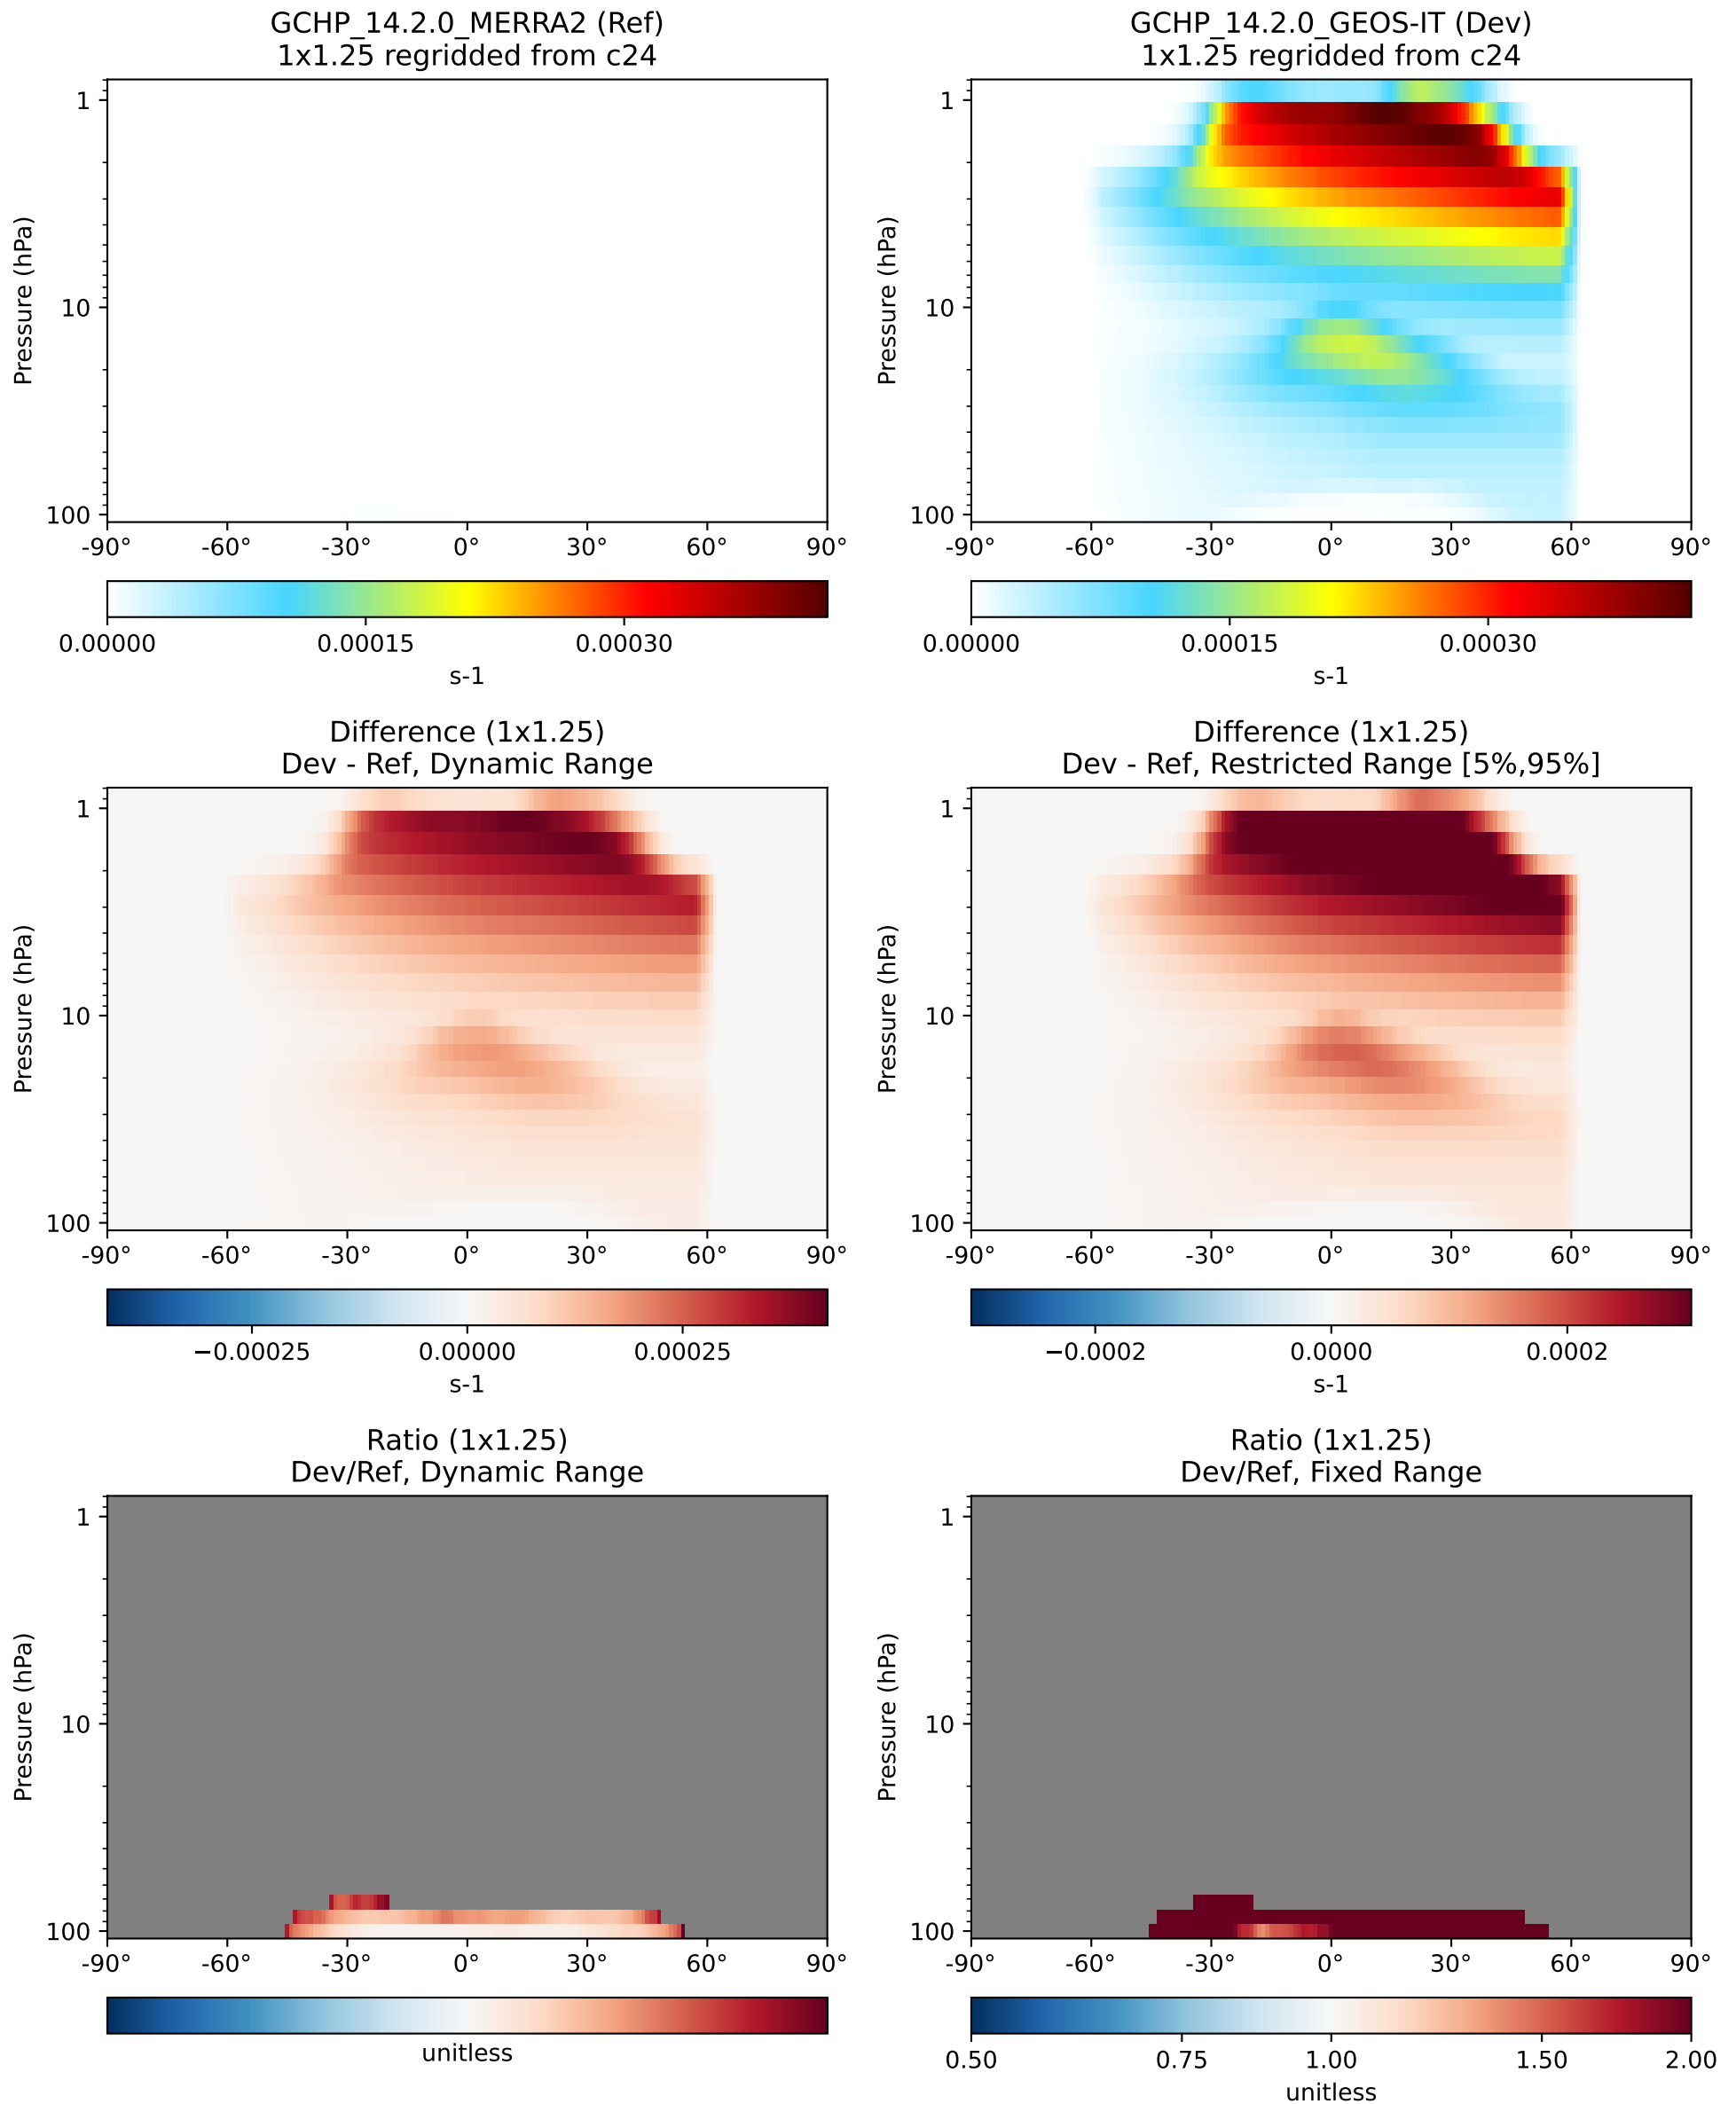 GCHP_14.2.0_MERRA2 (Ref)
1x1.25 regridded from c24
Pressure (hPa)
1
10
100
-90° -60° -30° 0° 30° 60° 90°
0.00000 0.00015 0.00030
s-1
GCHP_14.2.0_GEOS-IT (Dev)
1x1.25 regridded from c24
Pressure (hPa)
1
10
100
-90° -60° -30° 0° 30° 60° 90°
0.00000 0.00015 0.00030
s-1
Difference (1x1.25)
Dev - Ref, Dynamic Range
Pressure (hPa)
1
10
100
-90° -60° -30° 0° 30° 60° 90°
−0.00025 0.00000 0.00025
s-1
Difference (1x1.25)
Dev - Ref, Restricted Range [5%,95%]
Pressure (hPa)
1
10
100
-90° -60° -30° 0° 30° 60° 90°
−0.0002 0.0000 0.0002
s-1
Ratio (1x1.25)
Dev/Ref, Dynamic Range
Pressure (hPa)
1
10
100
-90° -60° -30° 0° 30° 60° 90°
unitless
Ratio (1x1.25)
Dev/Ref, Fixed Range
Pressure (hPa)
1
10
100
-90° -60° -30° 0° 30° 60° 90°
0.50 0.75 1.00 1.50 2.00
unitless